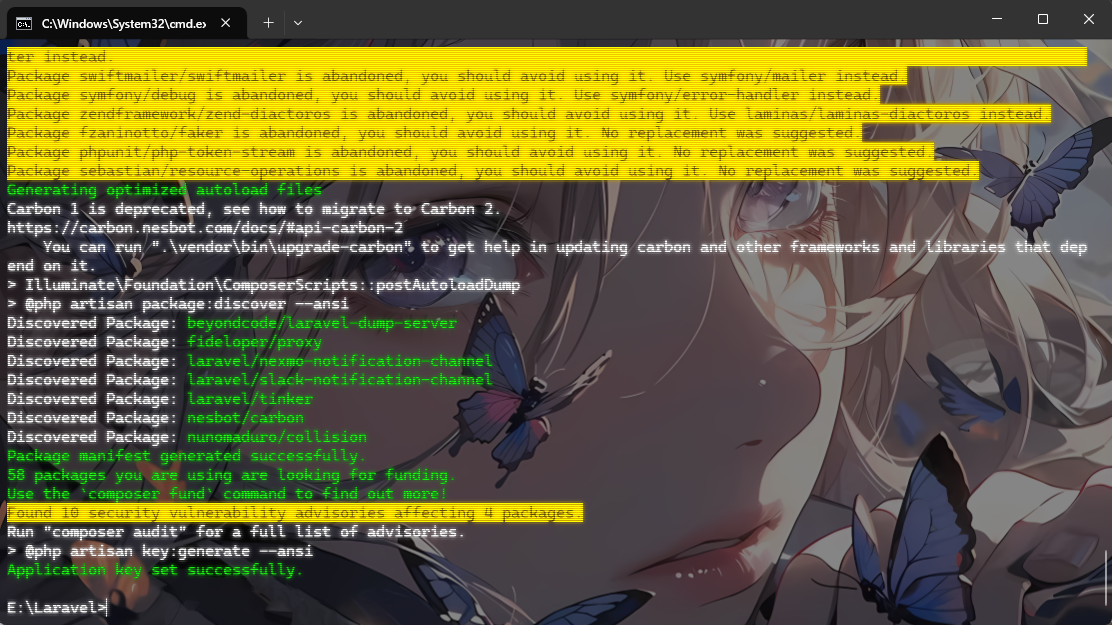 C:\Windows\System32\cmd.ex
ter instead.
Package swiftmailer/swiftmailer is abandoned, you should avoid using it. Use symfony/mailer instead.
Package symfony/debug is abandoned, you should avoid using it. Use symfony/error-handler instead.
Package zendframework/zend-diactoros is abandoned, you should avoid using it. Use laminas/laminas-diactoros instead.
Package fzaninotto/faker is abandoned, you should avoid using it. No replacement was suggested.
Package phpunit/php-token-stream is abandoned, you should avoid using it. No replacement was suggested.
Package sebastian/resource-operations is abandoned, you should avoid using it. No replacement was suggested.
Generating optimized autoload files
Carbon 1 is deprecated, see how to migrate to Carbon 2.
https://carbon.nesbot.com/docs/#api-carbon-2
    You can run ".\vendor\bin\upgrade-carbon" to get help in updating carbon and other frameworks and libraries that dep
end on it.
> Illuminate\Foundation\ComposerScripts::postAutoloadDump
> @php artisan package:discover --ansi
Discovered Package: beyondcode/laravel-dump-server
Discovered Package: fideloper/proxy
Discovered Package: laravel/nexmo-notification-channel
Discovered Package: laravel/slack-notification-channel
Discovered Package: laravel/tinker
Discovered Package: nesbot/carbon
Discovered Package: nunomaduro/collision
Package manifest generated successfully.
58 packages you are using are looking for funding.
Use the `composer fund` command to find out more!
Found 10 security vulnerability advisories affecting 4 packages.
Run "composer audit" for a full list of advisories.
> @php artisan key:generate --ansi
Application key set successfully.
E:\Laravel>